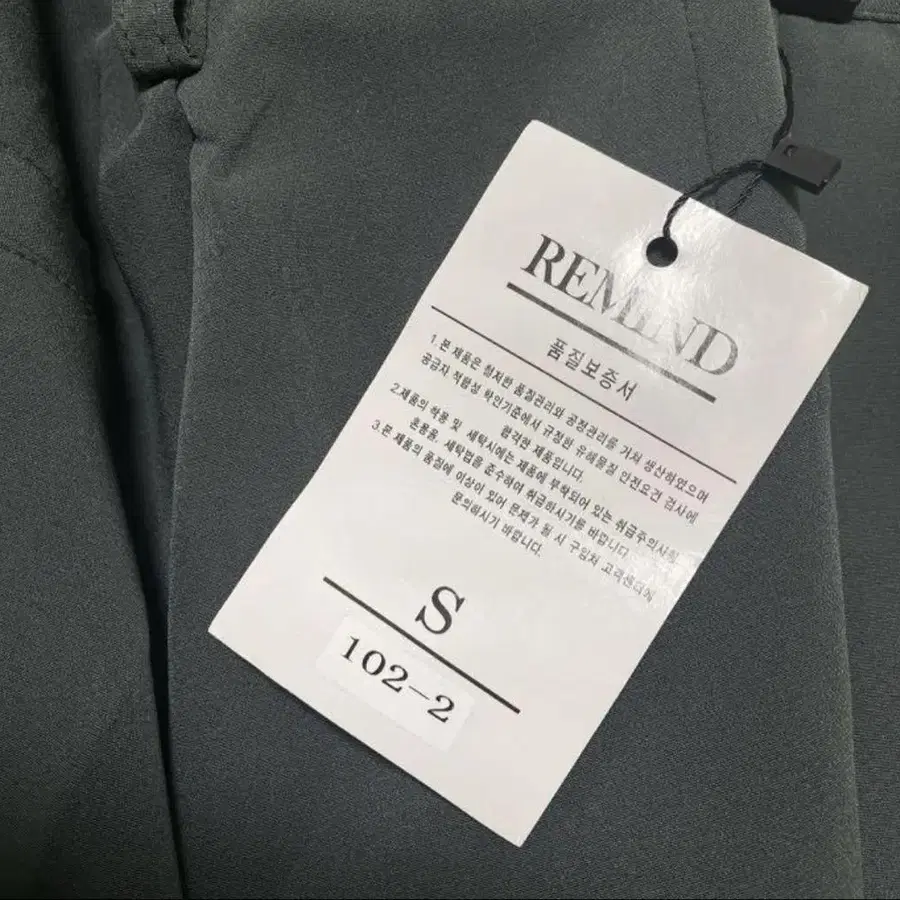 REMIND
품질보증서
1.본 제품은 철저한 품질관리와 공정관리를 거쳐 생산하였으며
공급자 적합성 확인기준에서 규정한 유해물질 안전요건 검사에
합격한 제품입니다.
2.제품의 착용 및 세탁시에는 제품에 부착되어 있는 취급주의사항
혼용율, 세탁법을 준수하여 취급하시기를 바랍니다
3.본 제품의 품질에 이상이 있어 문제가 될 시 구입처 고객센터에
문의하시기 바랍니다.
S
102-2